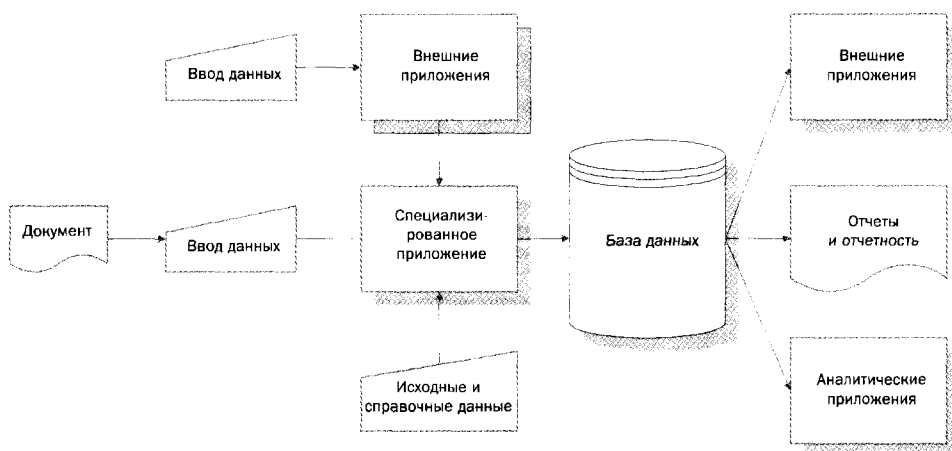 Ввод данных
Внешние
приложения
Внешние
приложения
Документ
Ввод данных
Специализи-
рованное
приложение
База данных
Отчеты
и отчетность
Исходные и
справочные данные
Аналитические
приложения